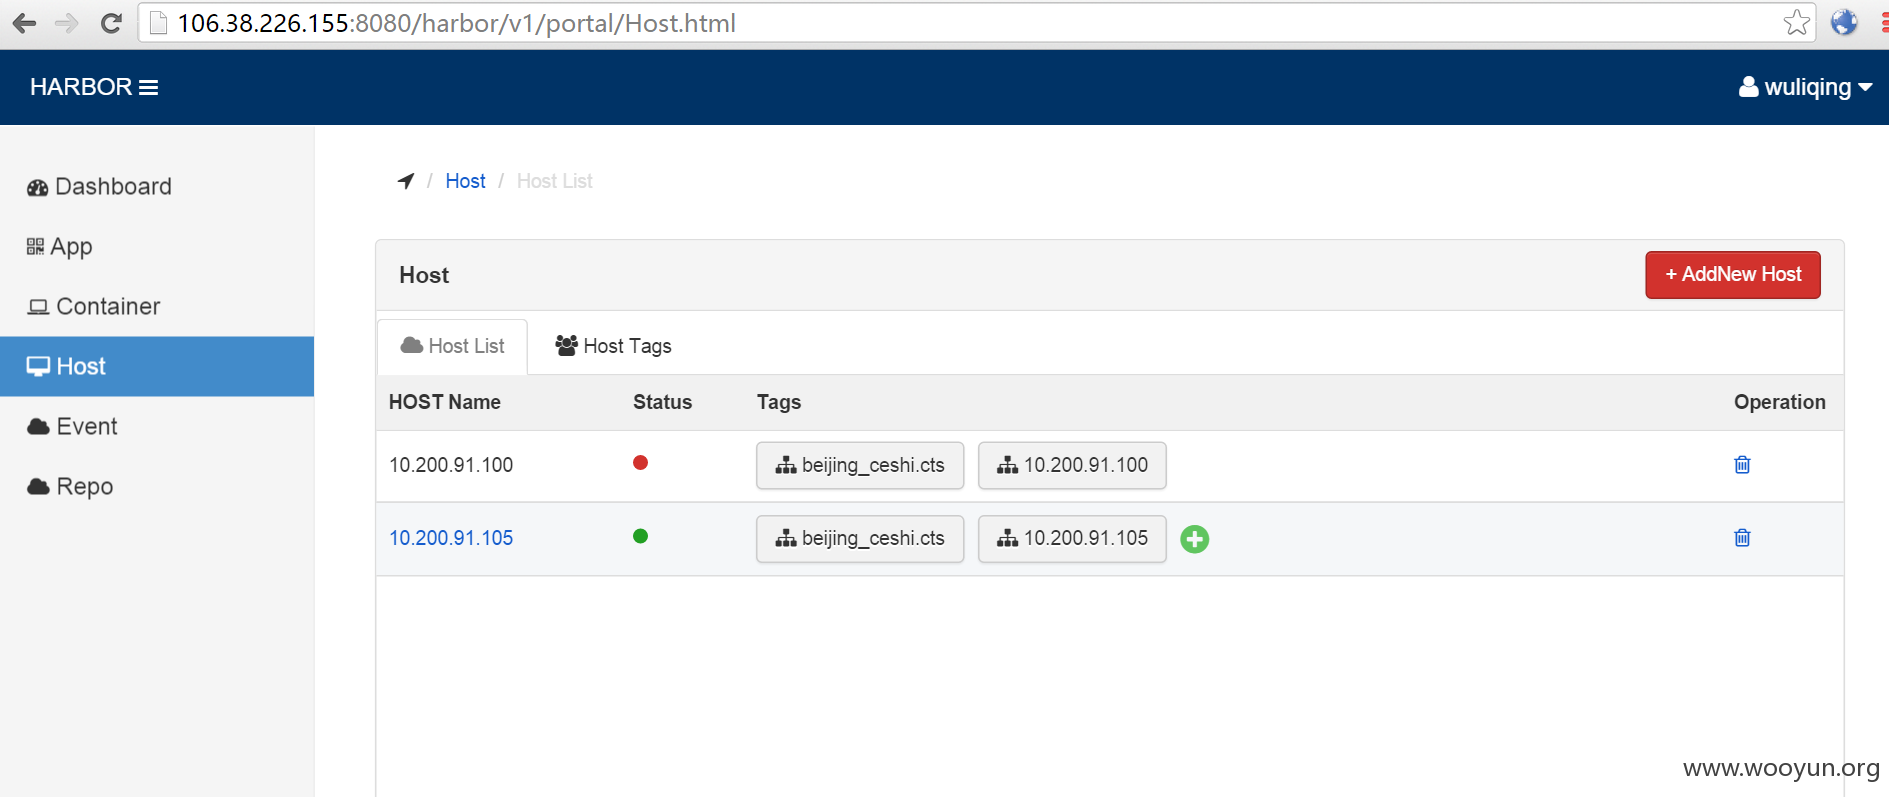 106.38.226.155:8080/harbor/v1/portal/Host.html
HARBOR
wuliqing
Dashboard
App
Container
Host
Event
Repo
/ Host / Host List
Host
+ AddNew Host
Host List
Host Tags
HOST Name Status Tags Operation
10.200.91.100 beijing_ceshi.cts 10.200.91.100
10.200.91.105 beijing_ceshi.cts 10.200.91.105
www.wooyun.org